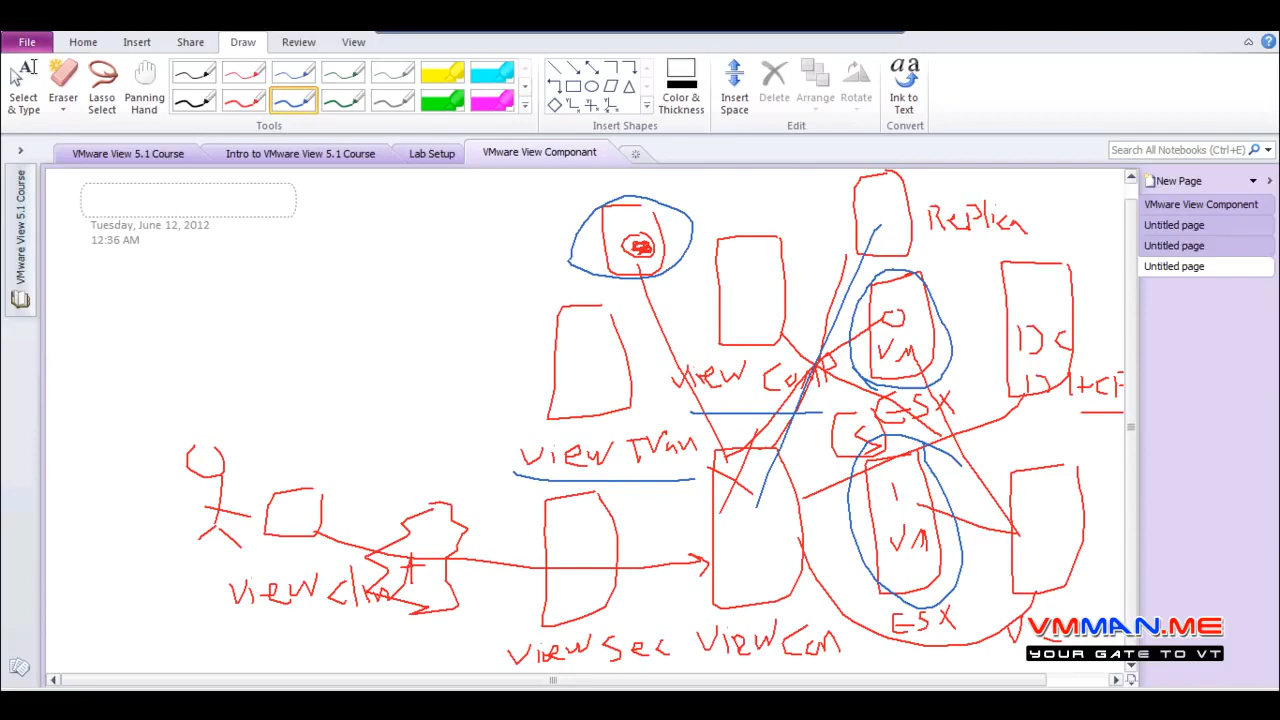 File Home Insert Share Draw Review View
Select & Type
Eraser
Lasso Select
Panning Hand
Color & Thickness
Insert Space
Delete
Arrange
Rotate
Ink to Text
Tools
Insert Shapes
Edit
Convert
VMware View 5.1 Course
VMware View 5.1 Course Intro to VMware View 5.1 Course Lab Setup VMware View Componant
Search All Notebooks (Ctrl+E)
New Page
VMware View Component
Untitled page
Untitled page
Untitled page
Tuesday, June 12, 2012
12:36 AM
Replica
VM
DC
View Comp
ESX
View Tran
VM
View Clin
ESX
View Sec
View Con
VMMAN.ME
YOUR GATE TO VT